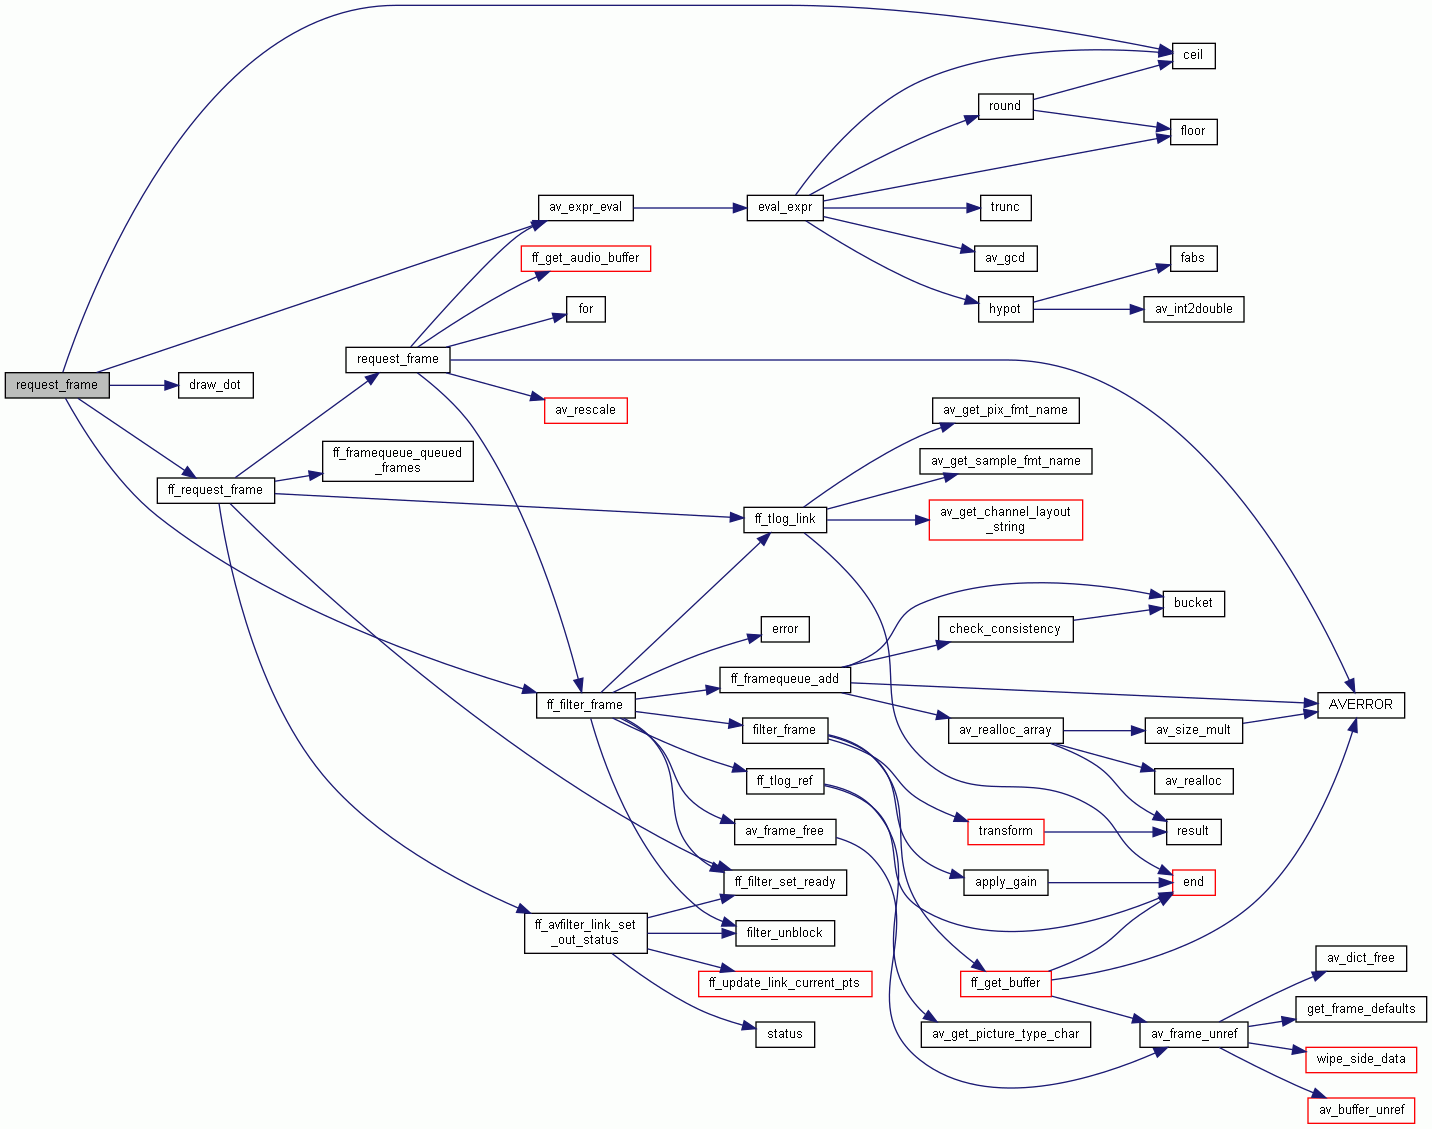 ceil
round
floor
av_expr_eval
eval_expr
trunc
ff_get_audio_buffer
av_gcd
fabs
for
hypot
av_int2double
request_frame
request_frame
draw_dot
av_rescale
av_get_pix_fmt_name
ff_framequeue_queued
_frames
av_get_sample_fmt_name
ff_request_frame
ff_tlog_link
av_get_channel_layout
_string
bucket
error
check_consistency
ff_framequeue_add
ff_filter_frame
AVERROR
filter_frame
av_realloc_array
av_size_mult
ff_tlog_ref
av_realloc
av_frame_free
transform
result
ff_filter_set_ready
apply_gain
end
ff_avfilter_link_set
_out_status
filter_unblock
av_dict_free
ff_update_link_current_pts
ff_get_buffer
get_frame_defaults
status
av_get_picture_type_char
av_frame_unref
wipe_side_data
av_buffer_unref